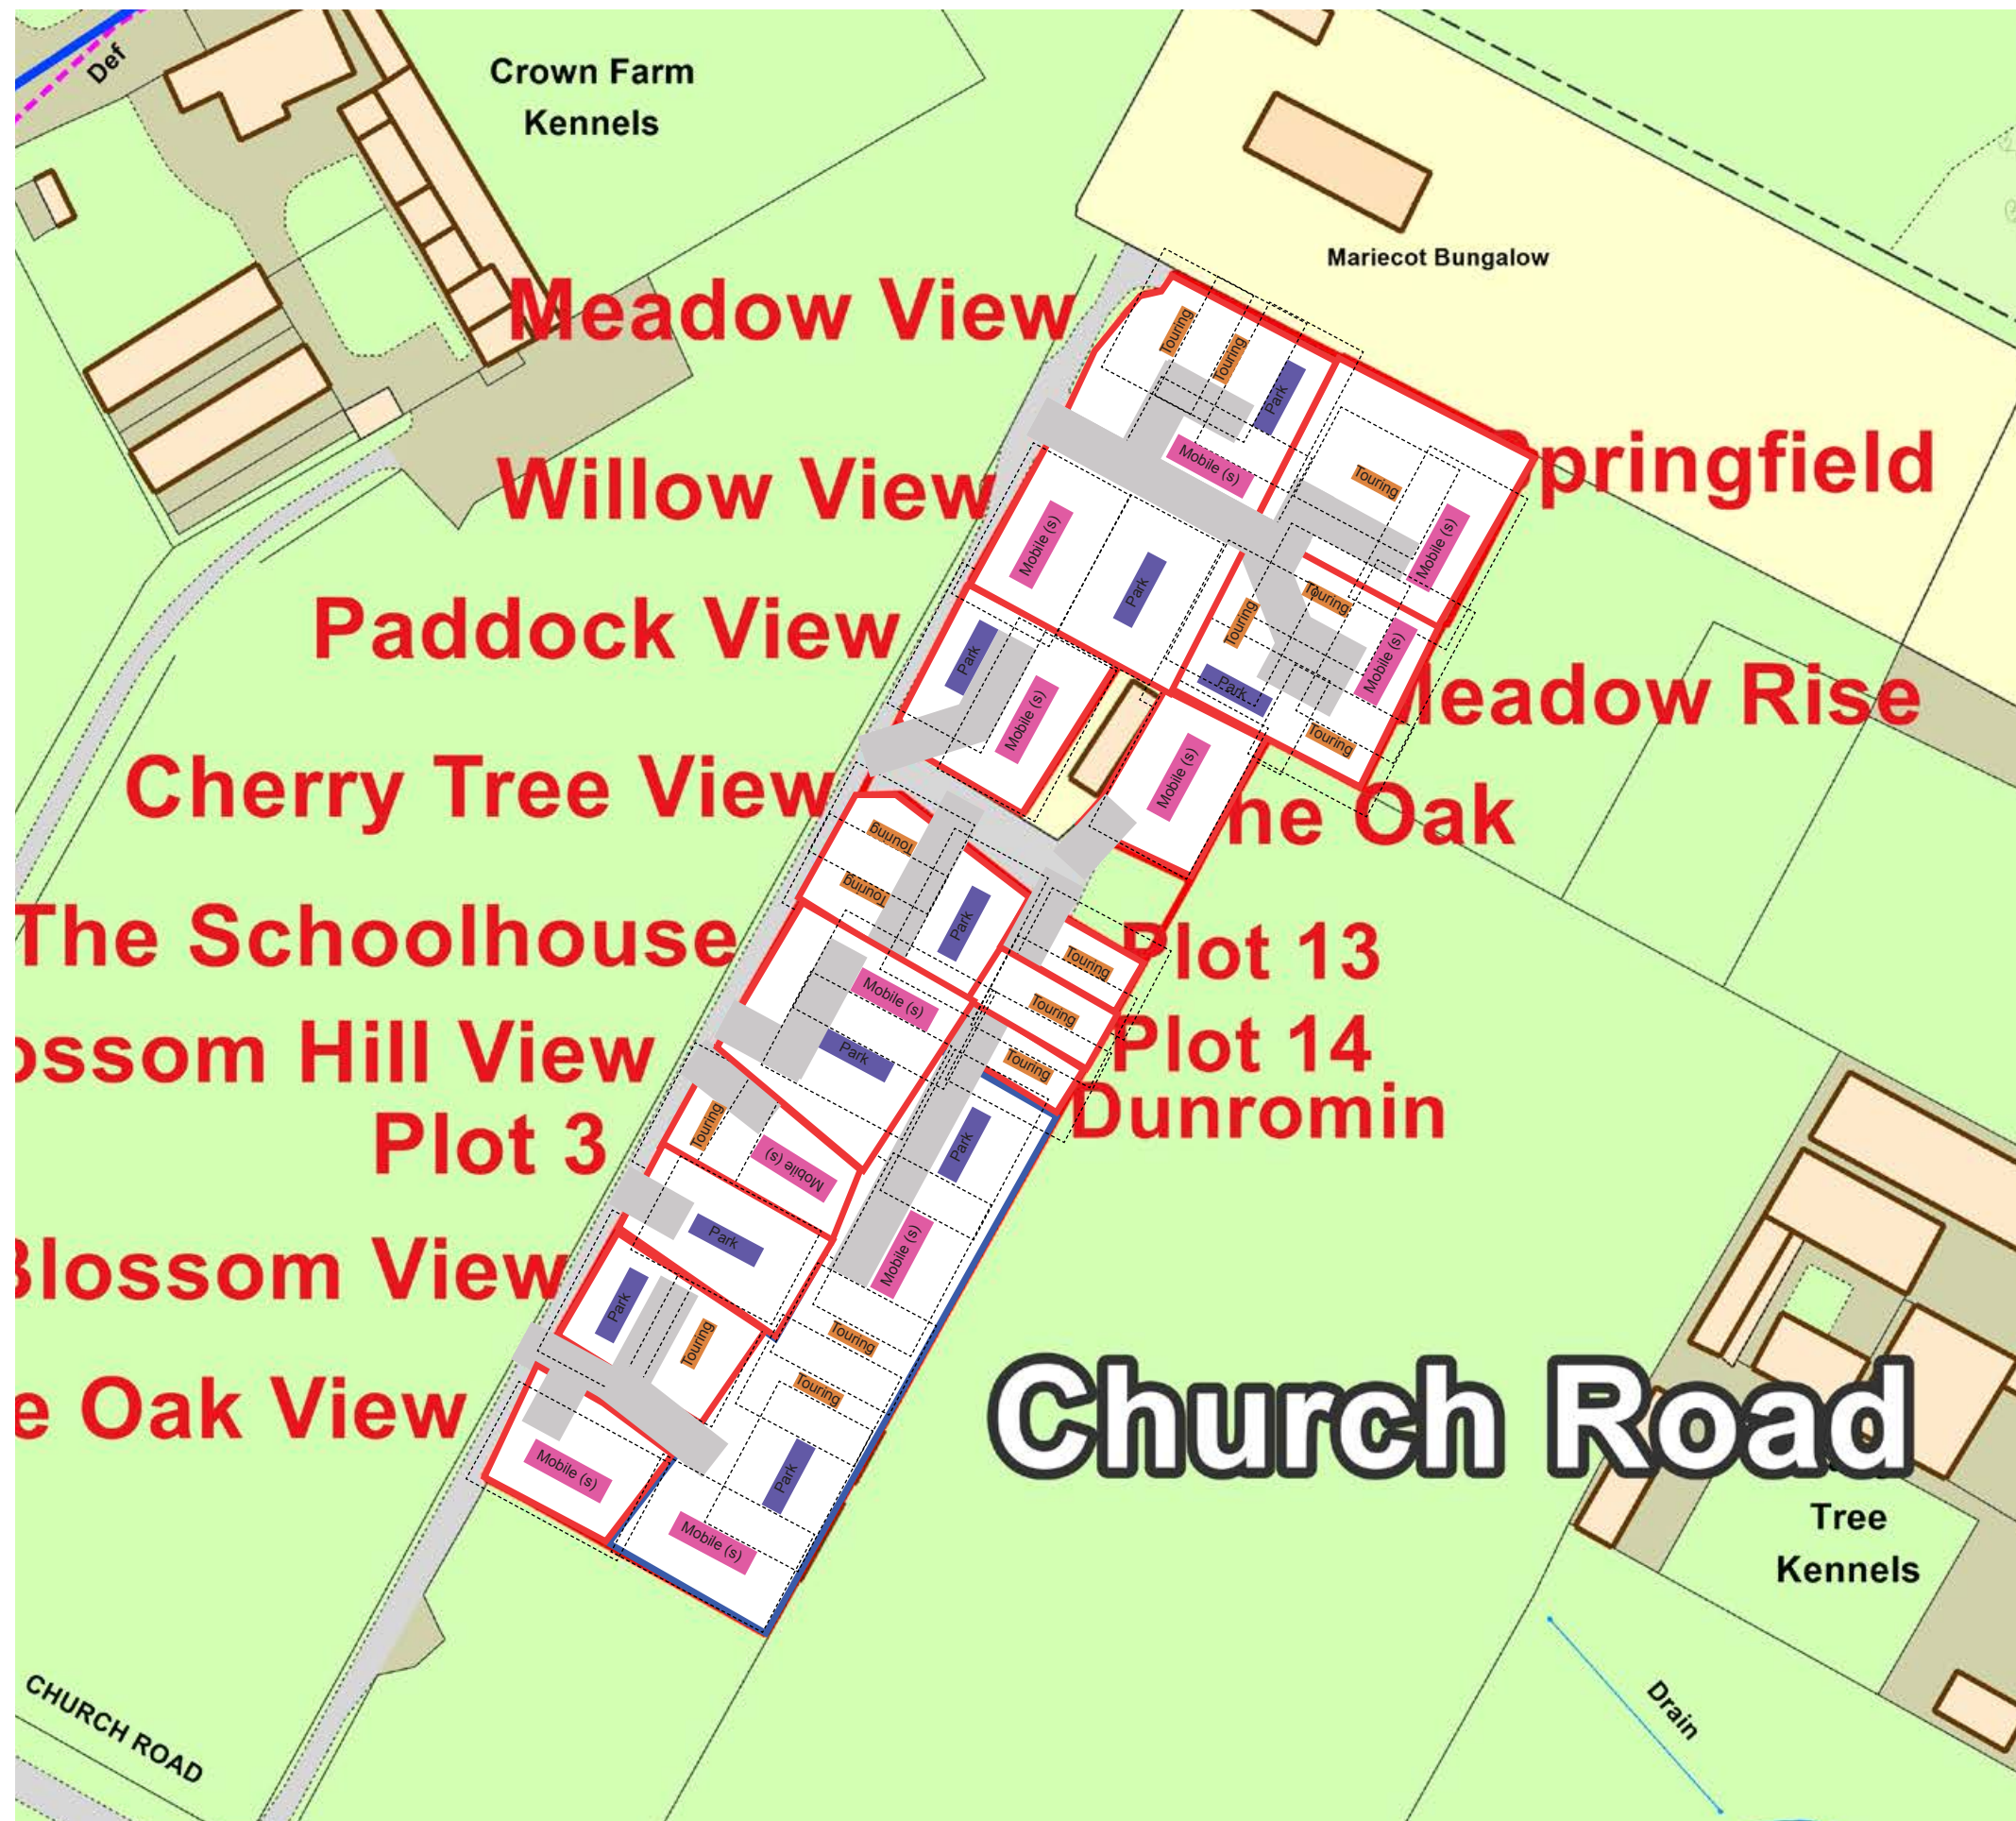 Def
Crown Farm
Kennels
Mariecot Bungalow
Meadow View
Touring
Touring
Park
Mobile (s)
Springfield
Touring
Mobile (s)
Willow View
Mobile (s)
Park
Touring
Touring
Mobile (s)
Park
Touring
Meadow Rise
Paddock View
Park
Mobile (s)
Mobile (s)
The Oak
Cherry Tree View
Touring
Touring
Park
The Schoolhouse
Mobile (s)
Park
Touring
Plot 13
Touring
Plot 14
Touring
Dunromin
ossom Hill View
Touring
Mobile (s)
Plot 3
Park
Park
Mobile (s)
Blossom View
Park
Touring
Touring
Touring
Park
e Oak View
Mobile (s)
Mobile (s)
Church Road
Tree
Kennels
Drain
CHURCH ROAD